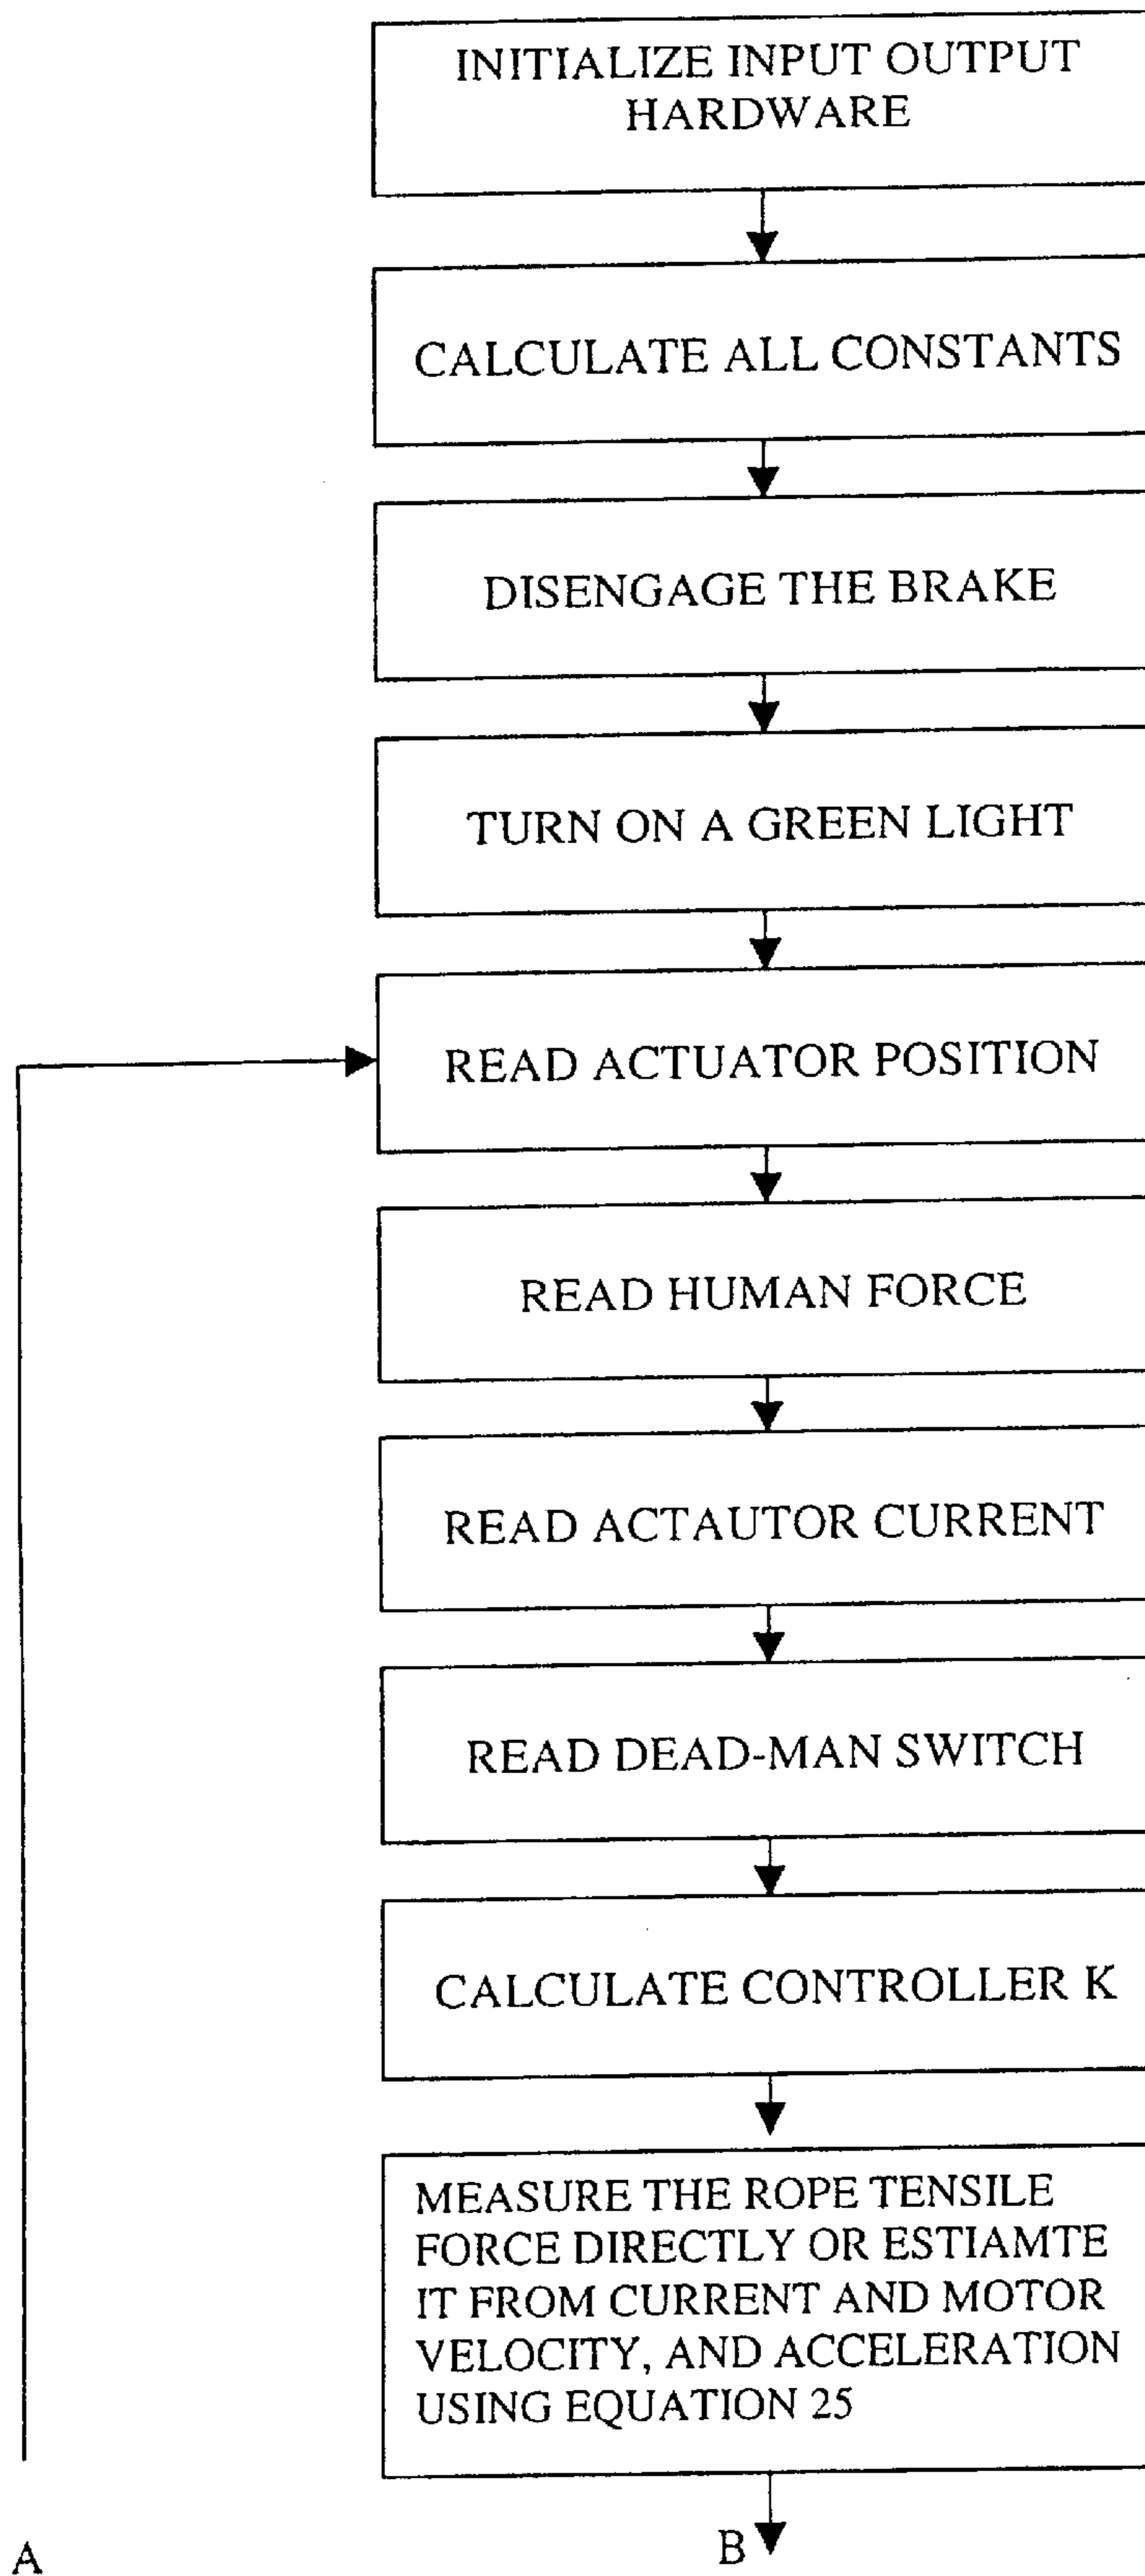 INITIALIZE INPUT OUTPUT
HARDWARE
CALCULATE ALL CONSTANTS
DISENGAGE THE BRAKE
TURN ON A GREEN LIGHT
READ ACTUATOR POSITION
READ HUMAN FORCE
READ ACTAUTOR CURRENT
READ DEAD-MAN SWITCH
CALCULATE CONTROLLER K
MEASURE THE ROPE TENSILE
FORCE DIRECTLY OR ESTIAMTE
IT FROM CURRENT AND MOTOR
VELOCITY, AND ACCELERATION
USING EQUATION 25
A
B